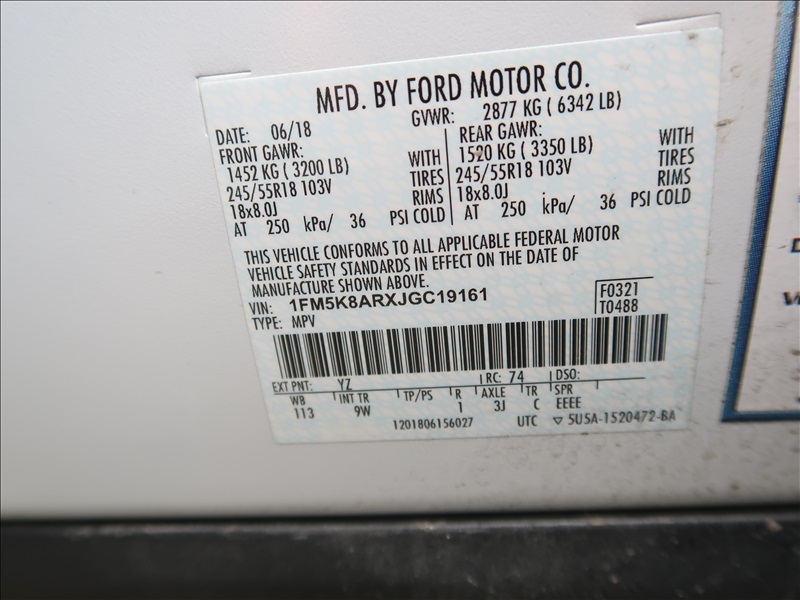 MFD. BY FORD MOTOR CO.
DATE: 06/18 GVWR: 2877 KG ( 6342 LB)
FRONT GAWR: REAR GAWR:
1452 KG ( 3200 LB) WITH 1520 KG ( 3350 LB) WITH
245/55R18 103V TIRES 245/55R18 103V TIRES
18x8.0J RIMS 18x8.0J RIMS
AT 250 kPa/ 36 PSI COLD AT 250 kPa/ 36 PSI COLD
THIS VEHICLE CONFORMS TO ALL APPLICABLE FEDERAL MOTOR
VEHICLE SAFETY STANDARDS IN EFFECT ON THE DATE OF
MANUFACTURE SHOWN ABOVE.
VIN: 1FM5K8ARXJGC19161 F0321
TYPE: MPV T0488
EXT PNT: YZ RC: 74 DSO:
WB INT TR TP/PS R AXLE TR SPR
113 9W 1 3J C EEEE
1201806156027 UTC ▽ 5U5A-1520472-BA